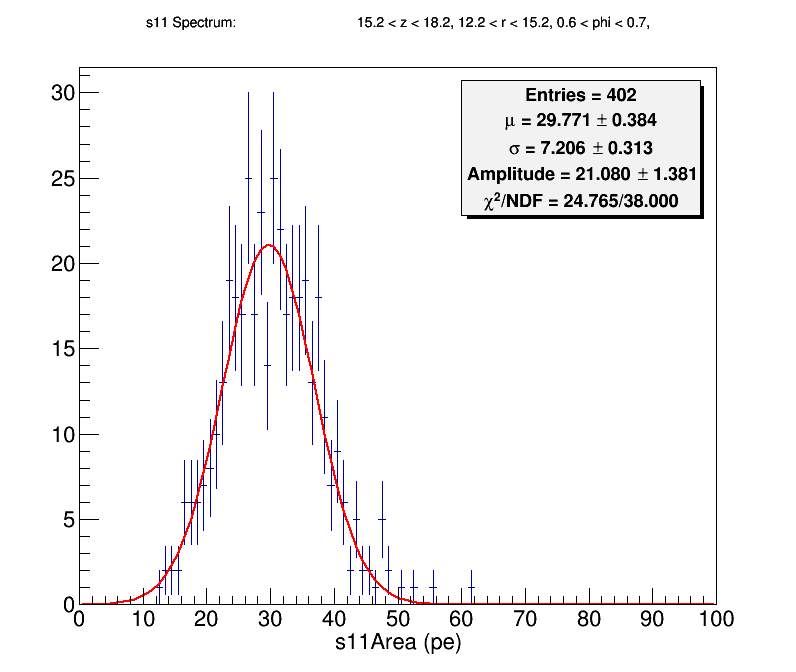 s11 Spectrum: 15.2 < z < 18.2, 12.2 < r < 15.2, 0.6 < phi < 0.7,
Entries = 402
μ = 29.771 ± 0.384
σ = 7.206 ± 0.313
Amplitude = 21.080 ± 1.381
χ²/NDF = 24.765/38.000
30
25
20
15
10
5
0
0 10 20 30 40 50 60 70 80 90 100
s11Area (pe)